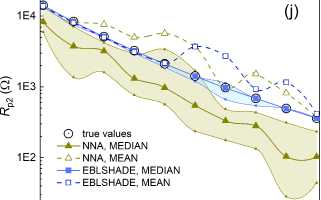 (j)
1E4
1E3
1E2
R_p2 (Ω)
true values
NNA, MEDIAN
NNA, MEAN
EBLSHADE, MEDIAN
EBLSHADE, MEAN